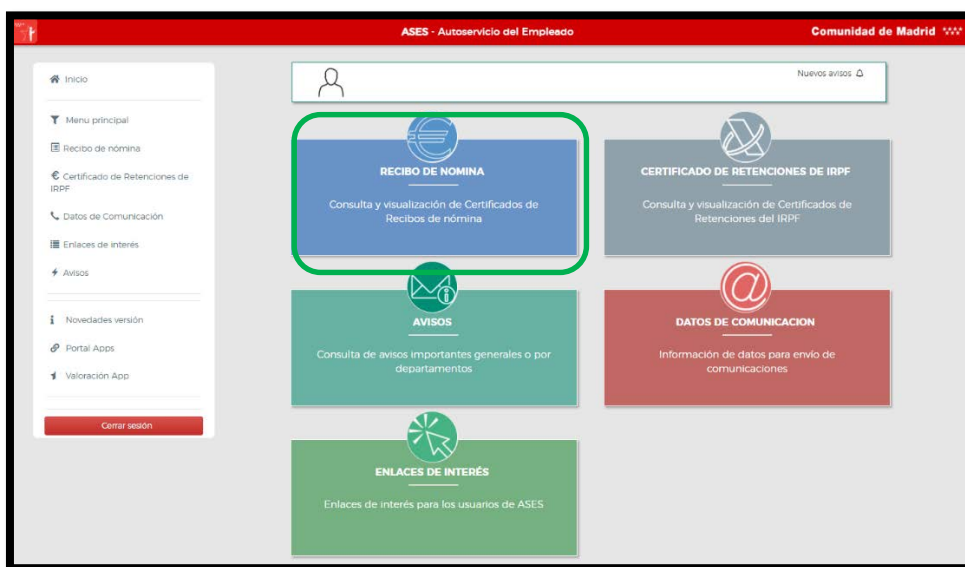 ASES - Autoservicio del Empleado
Comunidad de Madrid
Inicio
Menu principal
Recibo de nómina
Certificado de Retenciones de
IRPF
Datos de Comunicación
Enlaces de interés
Avisos
Novedades versión
Portal Apps
Valoración App
Cerrar sesión
Nuevos avisos
RECIBO DE NOMINA
Consulta y visualización de Certificados de
Recibos de nómina
CERTIFICADO DE RETENCIONES DE IRPF
Consulta y visualización de Certificados de
Retenciones del IRPF
AVISOS
Consulta de avisos importantes generales o por
departamentos
DATOS DE COMUNICACION
Información de datos para envío de
comunicaciones
ENLACES DE INTERÉS
Enlaces de interés para los usuarios de ASES